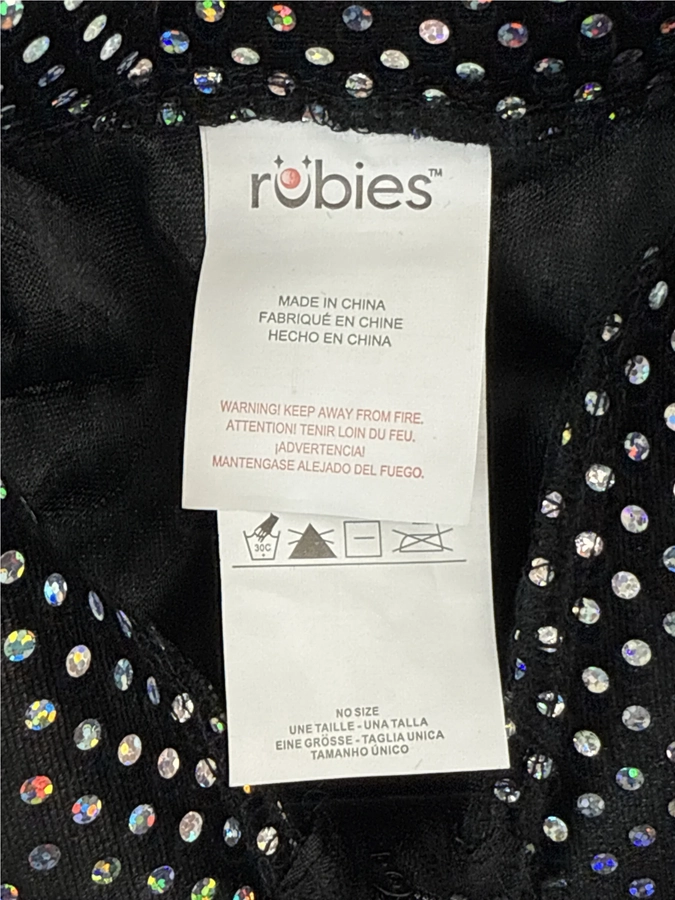 rubies™
MADE IN CHINA
FABRIQUÉ EN CHINE
HECHO EN CHINA
WARNING! KEEP AWAY FROM FIRE.
ATTENTION! TENIR LOIN DU FEU.
¡ADVERTENCIA!
MANTENGASE ALEJADO DEL FUEGO.
30C
NO SIZE
UNE TAILLE - UNA TALLA
EINE GRÖSSE - TAGLIA UNICA
TAMANHO ÚNICO